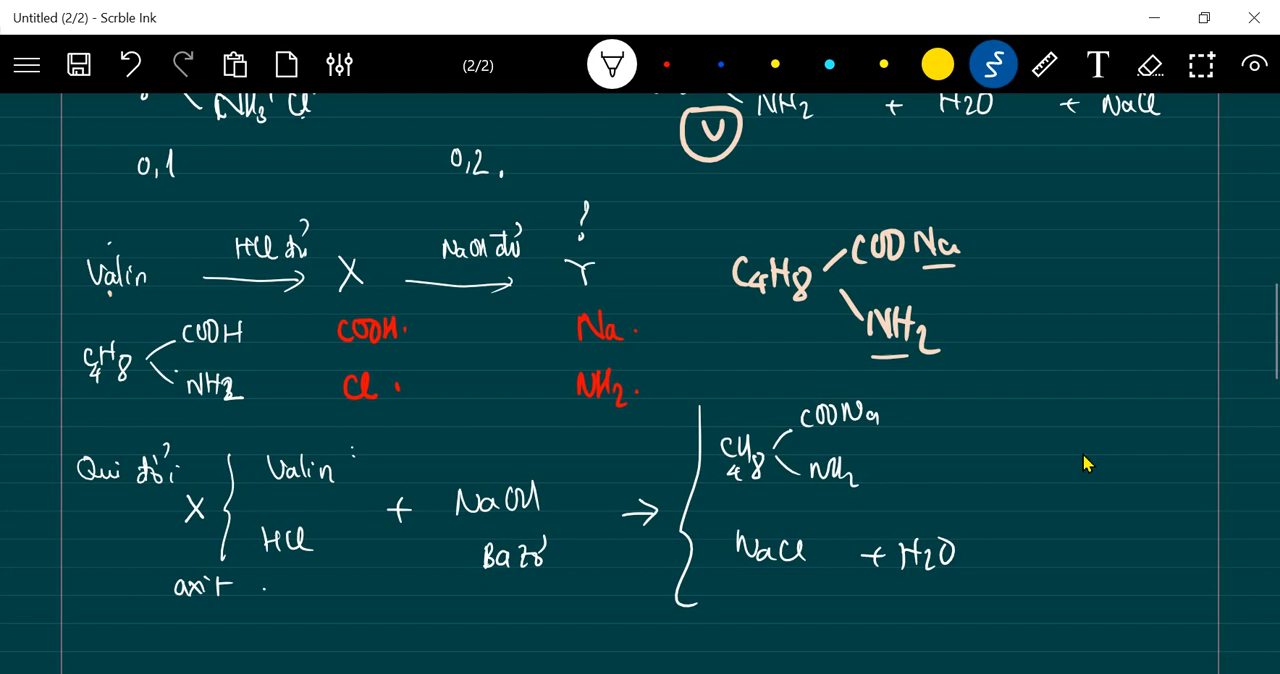 Untitled (2/2) - Scrble Ink
(2/2)
T
NH3+Cl-
NH2 + H2O + NaCl
V
0,1 0,2.
?
Valin HCl dư X NaOH dư Y
COOH COOH. Na.
C4H8
NH2 Cl. NH2.
COONa
C4H8
NH2
Qui đổi: Valin COONa
X + NaOH → C4H8
HCl Bazơ NH2
axit NaCl + H2O